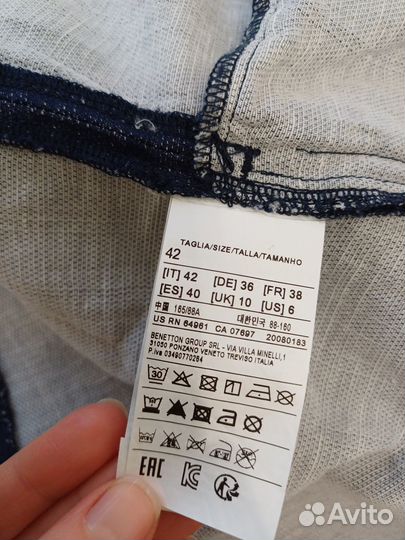 TAGLIA/SIZE/TALLA/TAMANHO
42
[IT] 42 [DE] 36 [FR] 38
[ES] 40 [UK] 10 [US] 6
中国 165/88A 대한민국 88-160
US RN 64961 CA 07697 20080183
BENETTON GROUP SRL - VIA VILLA MINELLI,1
31050 PONZANO VENETO TREVISO ITALIA
P.iva 03490770264
30
EAC
Avito